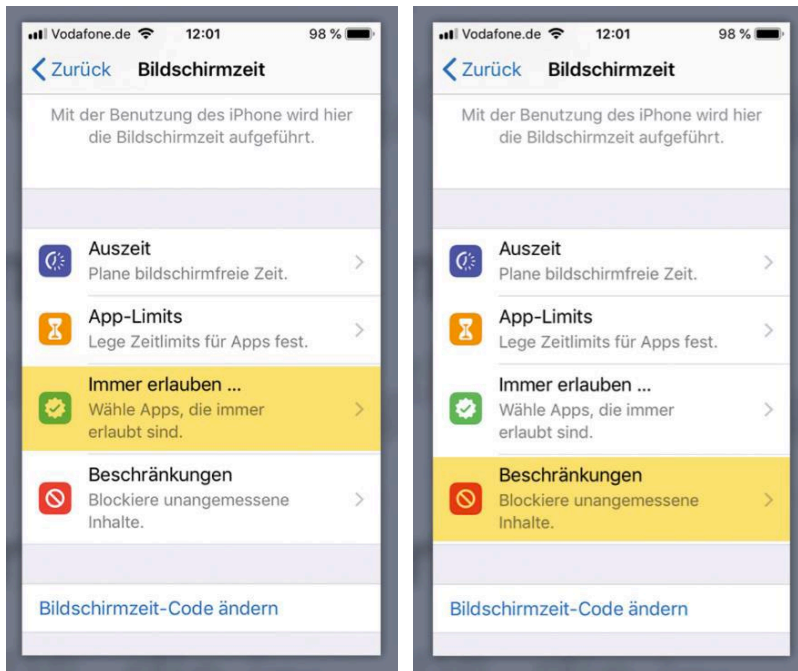 Vodafone.de 12:01 98 %
Zurück Bildschirmzeit
Mit der Benutzung des iPhone wird hier
die Bildschirmzeit aufgeführt.
Auszeit
Plane bildschirmfreie Zeit.
App-Limits
Lege Zeitlimits für Apps fest.
Immer erlauben ...
Wähle Apps, die immer
erlaubt sind.
Beschränkungen
Blockiere unangemessene
Inhalte.
Bildschirmzeit-Code ändern
Vodafone.de 12:01 98 %
Zurück Bildschirmzeit
Mit der Benutzung des iPhone wird hier
die Bildschirmzeit aufgeführt.
Auszeit
Plane bildschirmfreie Zeit.
App-Limits
Lege Zeitlimits für Apps fest.
Immer erlauben ...
Wähle Apps, die immer
erlaubt sind.
Beschränkungen
Blockiere unangemessene
Inhalte.
Bildschirmzeit-Code ändern